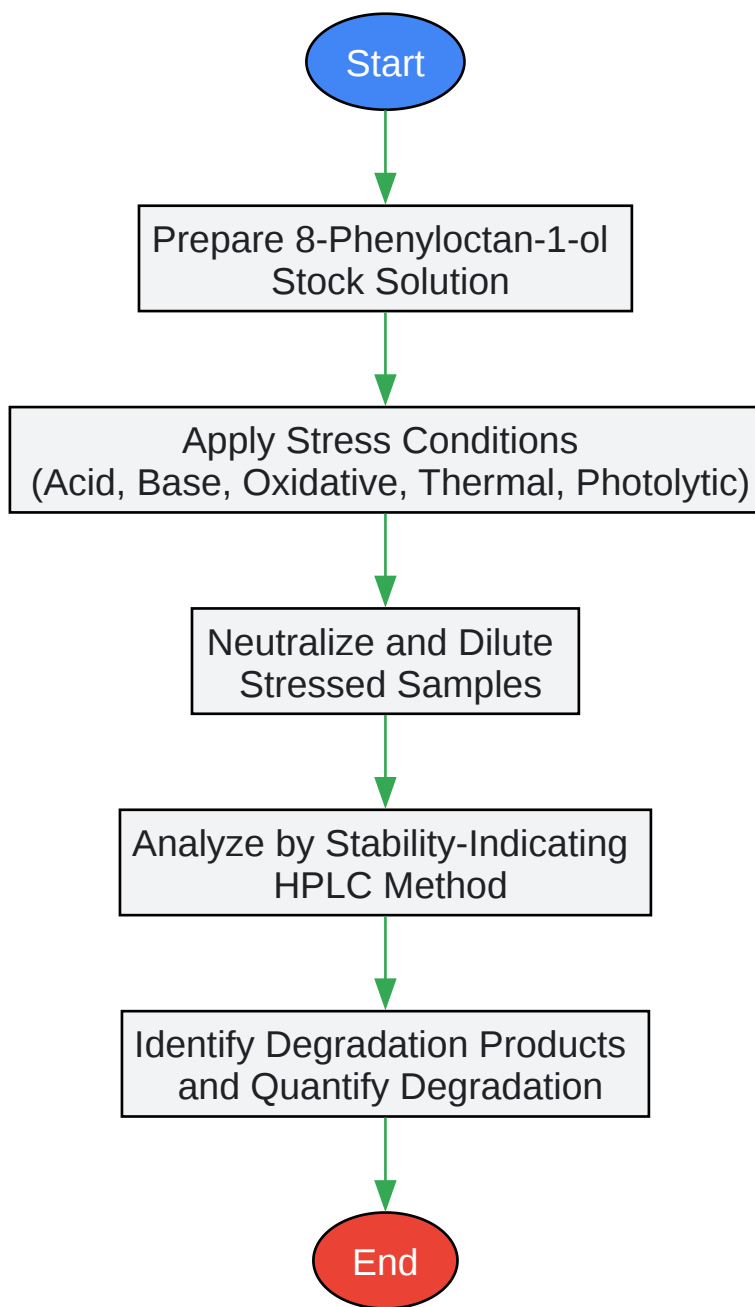 Start
Prepare 8-Phenyloctan-1-ol
Stock Solution
Apply Stress Conditions
(Acid, Base, Oxidative, Thermal, Photolytic)
Neutralize and Dilute
Stressed Samples
Analyze by Stability-Indicating
HPLC Method
Identify Degradation Products
and Quantify Degradation
End